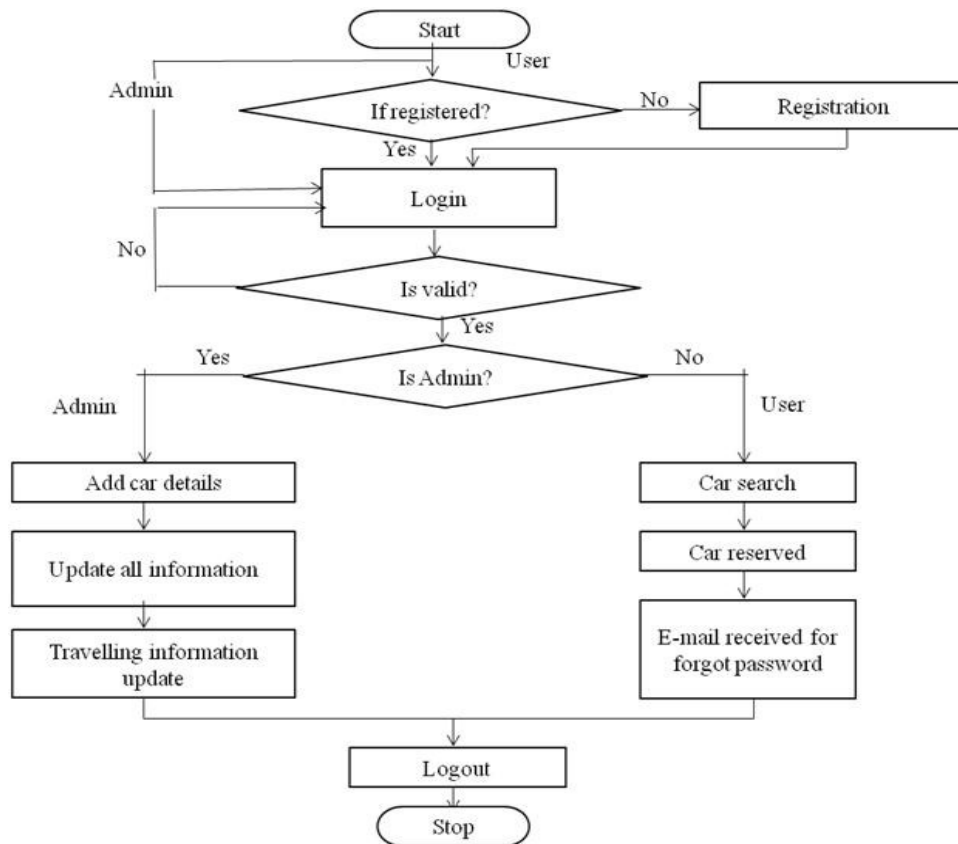 Start
User
Admin
If registered?
No
Registration
Yes
Login
No
Is valid?
Yes
Yes
Is Admin?
No
Admin
User
Add car details
Car search
Update all information
Car reserved
Travelling information
update
E-mail received for
forgot password
Logout
Stop